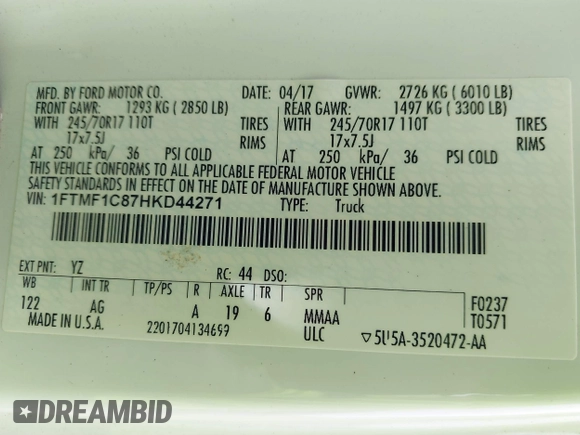 MFD. BY FORD MOTOR CO. DATE: 04/17 GVWR: 2726 KG ( 6010 LB)
FRONT GAWR: 1293 KG ( 2850 LB) REAR GAWR: 1497 KG ( 3300 LB)
WITH 245/70R17 110T TIRES WITH 245/70R17 110T TIRES
17x7.5J RIMS 17x7.5J RIMS
AT 250 kPa/ 36 PSI COLD AT 250 kPa/ 36 PSI COLD
THIS VEHICLE CONFORMS TO ALL APPLICABLE FEDERAL MOTOR VEHICLE
SAFETY STANDARDS IN EFFECT ON THE DATE OF MANUFACTURE SHOWN ABOVE.
VIN: 1FTMF1C87HKD44271 TYPE: Truck
EXT PNT: YZ RC: 44 DSO:
WB INT TR TP/PS R AXLE TR SPR
122 AG A 19 6 MMAA F0237
T0571
MADE IN U.S.A. 2201704134699 ULC 5U5A-3520472-AA
DREAMBID